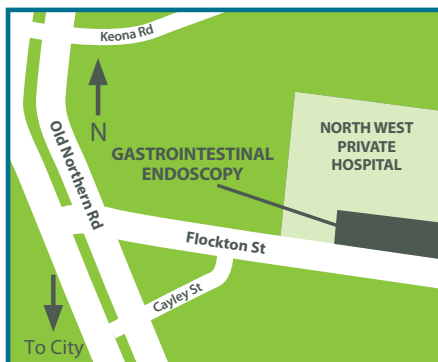 Keona Rd
N
Old Northern Rd
GASTROINTESTINAL
ENDOSCOPY
NORTH WEST
PRIVATE
HOSPITAL
Flockton St
Cayley St
To City